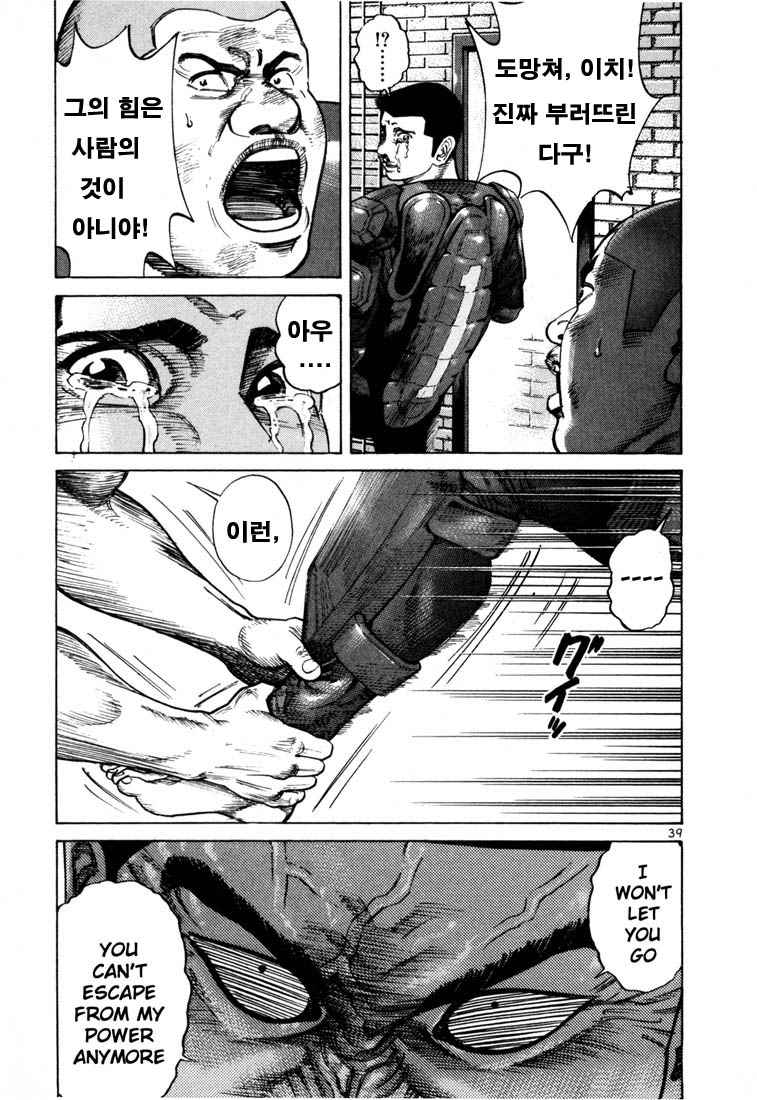 도망쳐, 이치!
진짜 부러뜨린
다구!
!?
......
1
그의 힘은
사람의
것이
아니야!
아우
....
----
이런,
グイッ
39
I
WON'T
LET
YOU
GO
YOU
CAN'T
ESCAPE
FROM MY
POWER
ANYMORE